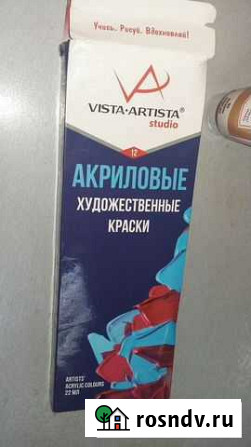 Учись. Рисуй. Вдохновляй!
VISTA-ARTISTA®
studio
12
АКРИЛОВЫЕ
ХУДОЖЕСТВЕННЫЕ
КРАСКИ
ARTISTS'
ACRYLIC COLOURS
22 МЛ
rosndv.ru